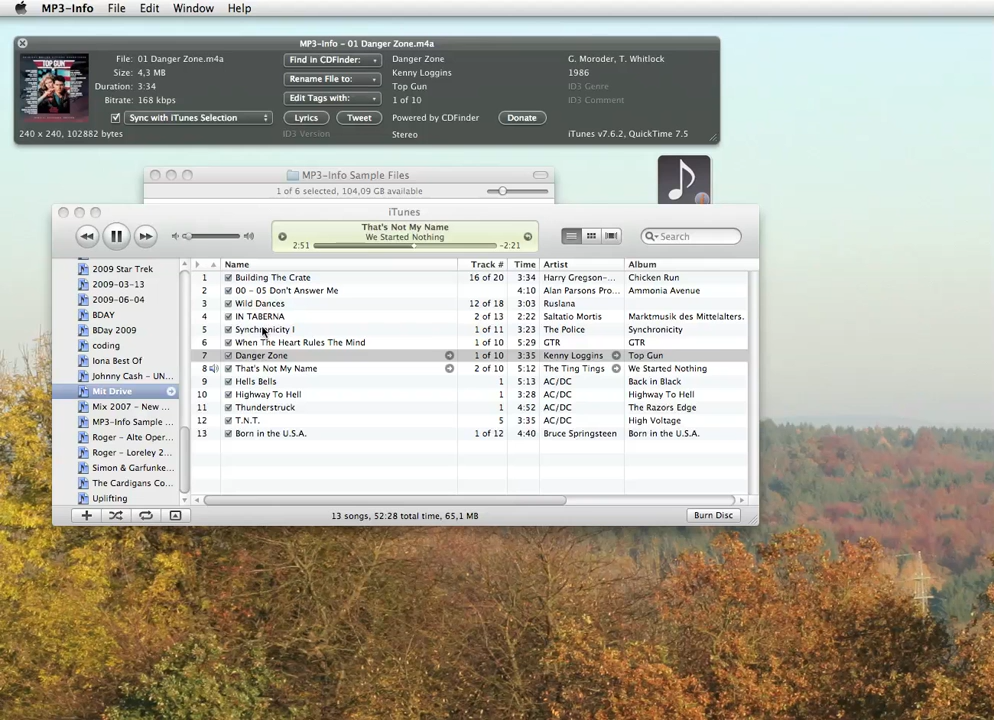 MP3-Info File Edit Window Help
MP3-Info – 01 Danger Zone.m4a
File: 01 Danger Zone.m4a Find in CDFinder: Danger Zone G. Moroder, T. Whitlock
Size: 4,3 MB Rename File to: Kenny Loggins 1986
Duration: 3:34 Top Gun ID3 Genre
Bitrate: 168 kbps Edit Tags with: 1 of 10 ID3 Comment
Sync with iTunes Selection Lyrics Tweet Powered by CDFinder Donate
240 x 240, 102882 bytes ID3 Version Stereo iTunes v7.6.2, QuickTime 7.5
TOP GUN
MP3-Info Sample Files
1 of 6 selected, 104,09 GB available
iTunes
That's Not My Name
We Started Nothing
2:51 -2:21
Search
Name Track # Time Artist Album
2009 Star Trek
2009-03-13
2009-06-04
BDAY
BDay 2009
coding
Iona Best Of
Johnny Cash - UN...
Mit Drive
Mix 2007 - New ...
MP3-Info Sample ...
Roger - Alte Oper...
Roger - Loreley 2...
Simon & Garfunke...
The Cardigans Co...
Uplifting
1 Building The Crate 16 of 20 3:34 Harry Gregson-... Chicken Run
2 00 - 05 Don't Answer Me 4:10 Alan Parsons Pro... Ammonia Avenue
3 Wild Dances 12 of 18 3:03 Ruslana
4 IN TABERNA 2 of 13 2:22 Saltatio Mortis Marktmusik des Mittelalters.
5 Synchronicity I 1 of 11 3:23 The Police Synchronicity
6 When The Heart Rules The Mind 1 of 10 5:29 GTR GTR
7 Danger Zone 1 of 10 3:35 Kenny Loggins Top Gun
8 That's Not My Name 2 of 10 5:12 The Ting Tings We Started Nothing
9 Hells Bells 1 5:13 AC/DC Back in Black
10 Highway To Hell 1 3:28 AC/DC Highway To Hell
11 Thunderstruck 1 4:52 AC/DC The Razors Edge
12 T.N.T. 5 3:35 AC/DC High Voltage
13 Born in the U.S.A. 1 of 12 4:40 Bruce Springsteen Born in the U.S.A.
13 songs, 52:28 total time, 65,1 MB Burn Disc